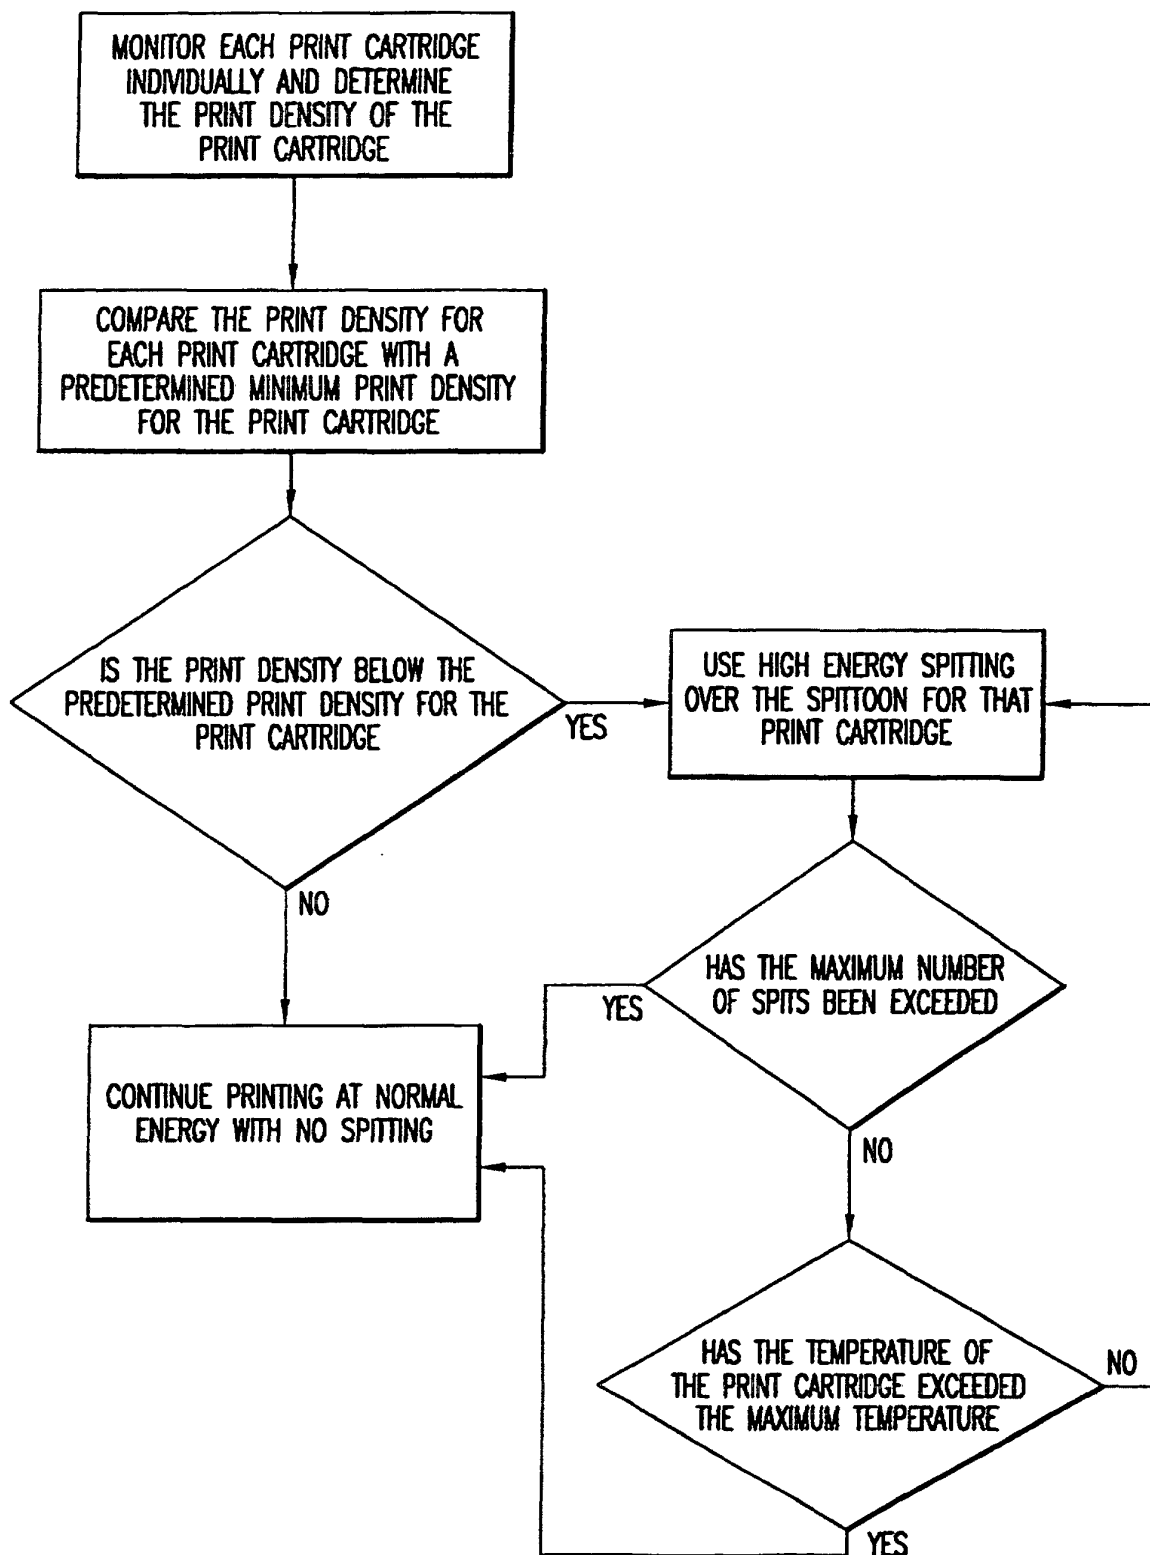 MONITOR EACH PRINT CARTRIDGE
INDIVIDUALLY AND DETERMINE
THE PRINT DENSITY OF THE
PRINT CARTRIDGE
COMPARE THE PRINT DENSITY FOR
EACH PRINT CARTRIDGE WITH A
PREDETERMINED MINIMUM PRINT DENSITY
FOR THE PRINT CARTRIDGE
IS THE PRINT DENSITY BELOW THE
PREDETERMINED PRINT DENSITY FOR THE
PRINT CARTRIDGE
YES
USE HIGH ENERGY SPITTING
OVER THE SPITTOON FOR THAT
PRINT CARTRIDGE
NO
HAS THE MAXIMUM NUMBER
OF SPITS BEEN EXCEEDED
YES
CONTINUE PRINTING AT NORMAL
ENERGY WITH NO SPITTING
NO
HAS THE TEMPERATURE OF
THE PRINT CARTRIDGE EXCEEDED
THE MAXIMUM TEMPERATURE
NO
YES